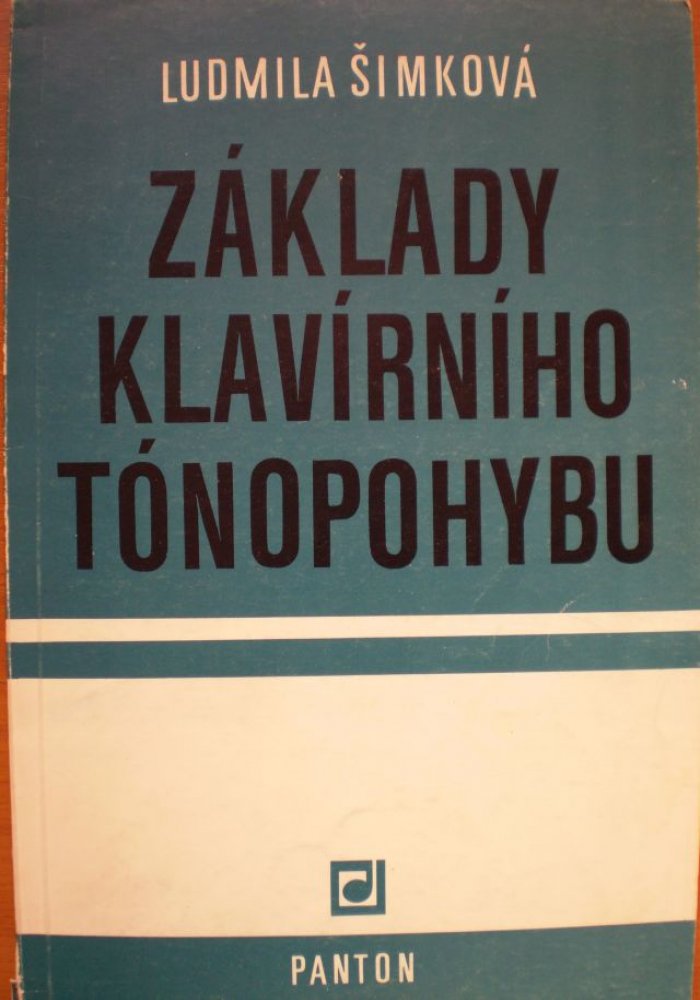 LUDMILA ŠIMKOVÁ
ZÁKLADY
KLAVÍRNÍHO
TÓNOPOHYBU
PANTON